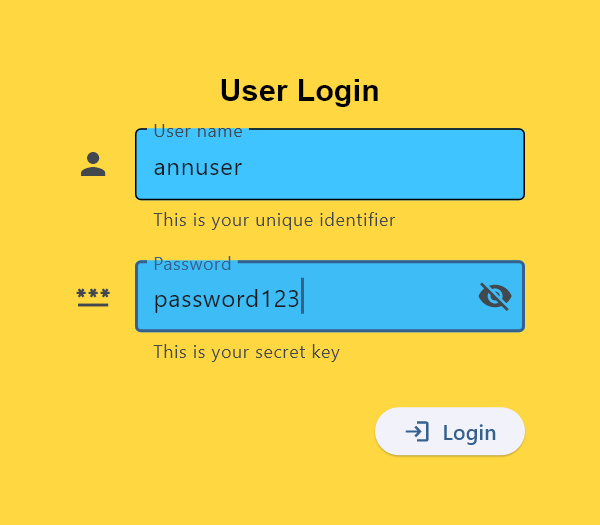 User Login
User name
annuser
This is your unique identifier
Password
***
password123
This is your secret key
Login